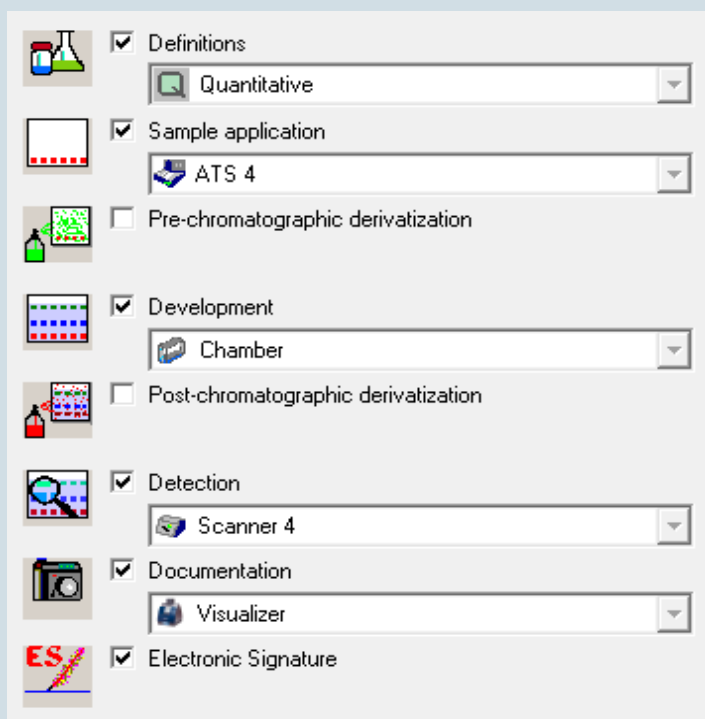 Definitions
Quantitative
Sample application
ATS 4
Pre-chromatographic derivatization
Development
Chamber
Post-chromatographic derivatization
Detection
Scanner 4
Documentation
Visualizer
ES
Electronic Signature